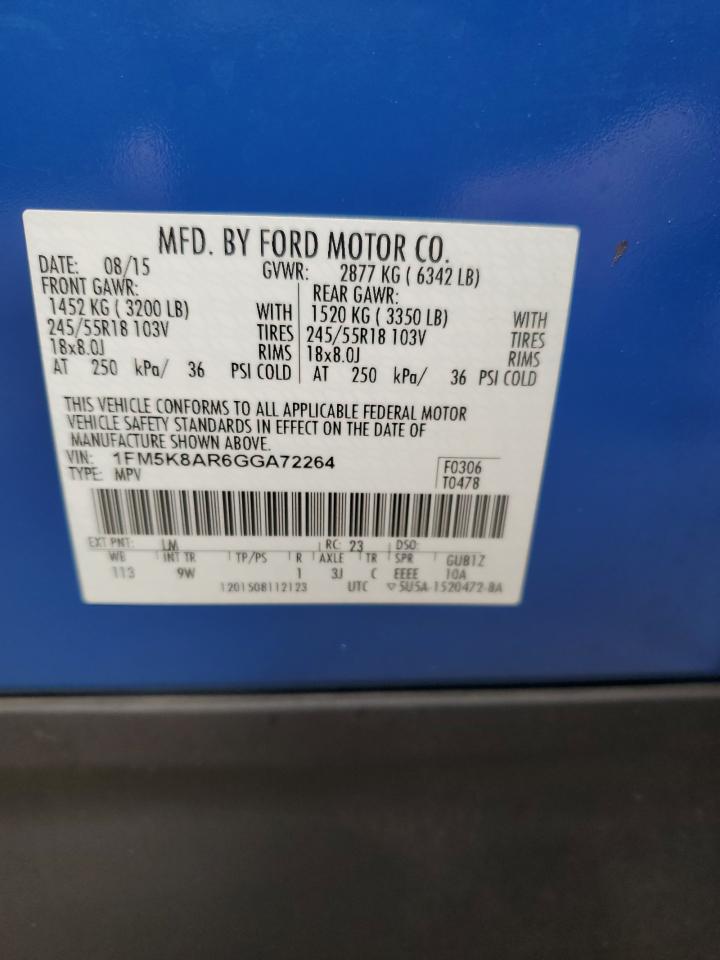 MFD. BY FORD MOTOR CO.
DATE: 08/15 GVWR: 2877 KG ( 6342 LB)
FRONT GAWR: REAR GAWR:
1452 KG ( 3200 LB) WITH 1520 KG ( 3350 LB) WITH
245/55R18 103V TIRES 245/55R18 103V TIRES
18x8.0J RIMS 18x8.0J RIMS
AT 250 kPa/ 36 PSI COLD AT 250 kPa/ 36 PSI COLD
THIS VEHICLE CONFORMS TO ALL APPLICABLE FEDERAL MOTOR
VEHICLE SAFETY STANDARDS IN EFFECT ON THE DATE OF
MANUFACTURE SHOWN ABOVE.
VIN: 1FM5K8AR6GGA72264 F0306
TYPE: MPV T0478
EXT PNT: LM RC: 23 DSO:
WB INT TR TP/PS R AXLE TR SPR GUB1Z
113 9W 1 3J C EEEE 10A
1201508112123 UTC ▽5U5A-1520472-BA